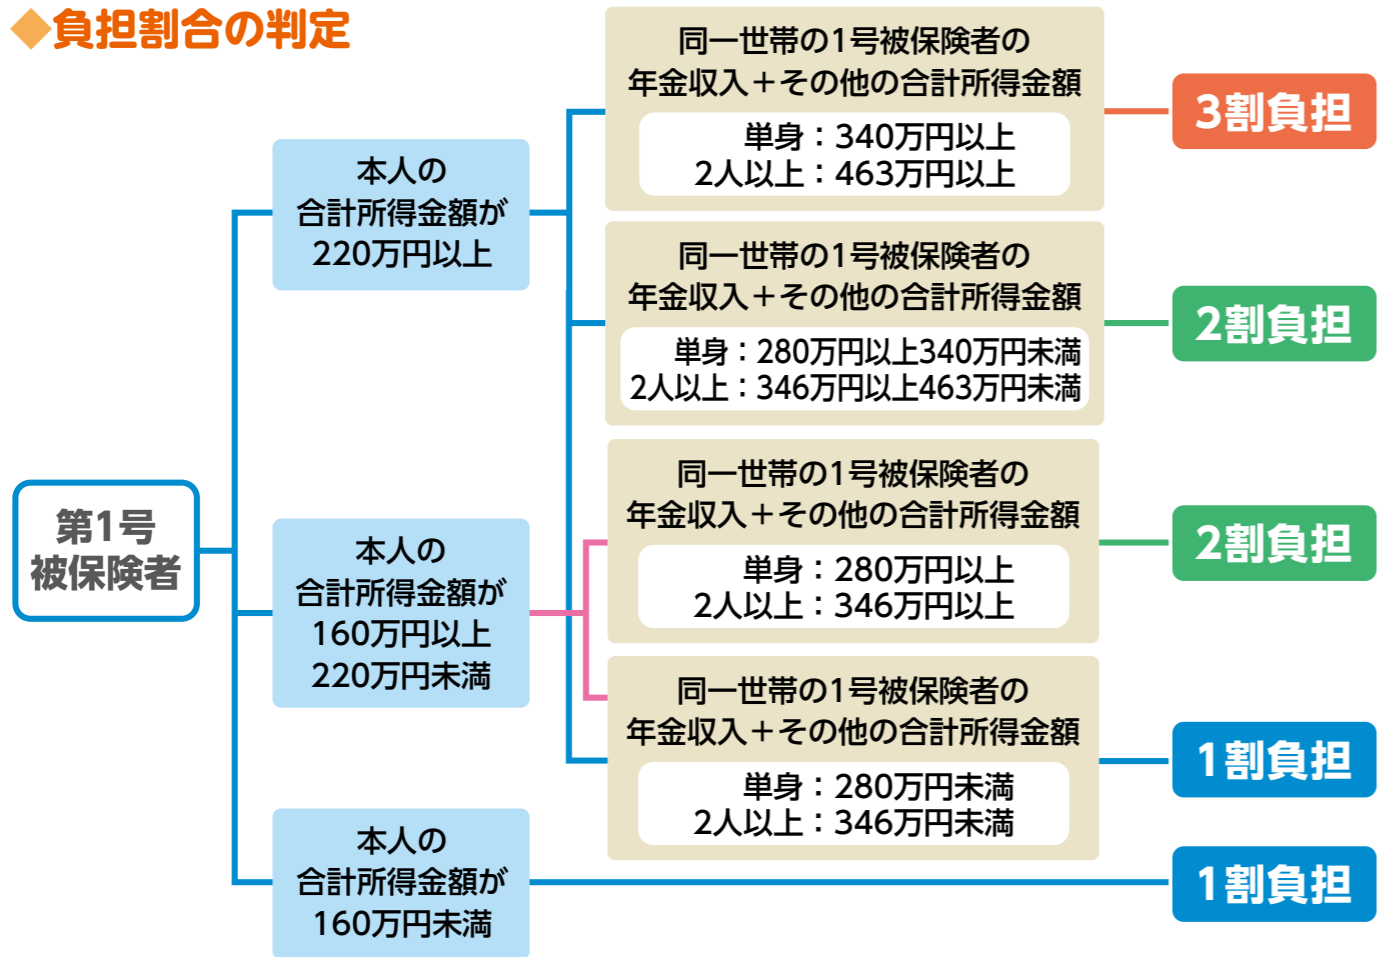 ◆負担割合の判定
第1号
被保険者
本人の
合計所得金額が
220万円以上
同一世帯の1号被保険者の
年金収入＋その他の合計所得金額
単身：340万円以上
2人以上：463万円以上
3割負担
同一世帯の1号被保険者の
年金収入＋その他の合計所得金額
単身：280万円以上340万円未満
2人以上：346万円以上463万円未満
2割負担
本人の
合計所得金額が
160万円以上
220万円未満
同一世帯の1号被保険者の
年金収入＋その他の合計所得金額
単身：280万円以上
2人以上：346万円以上
2割負担
同一世帯の1号被保険者の
年金収入＋その他の合計所得金額
単身：280万円未満
2人以上：346万円未満
1割負担
本人の
合計所得金額が
160万円未満
1割負担